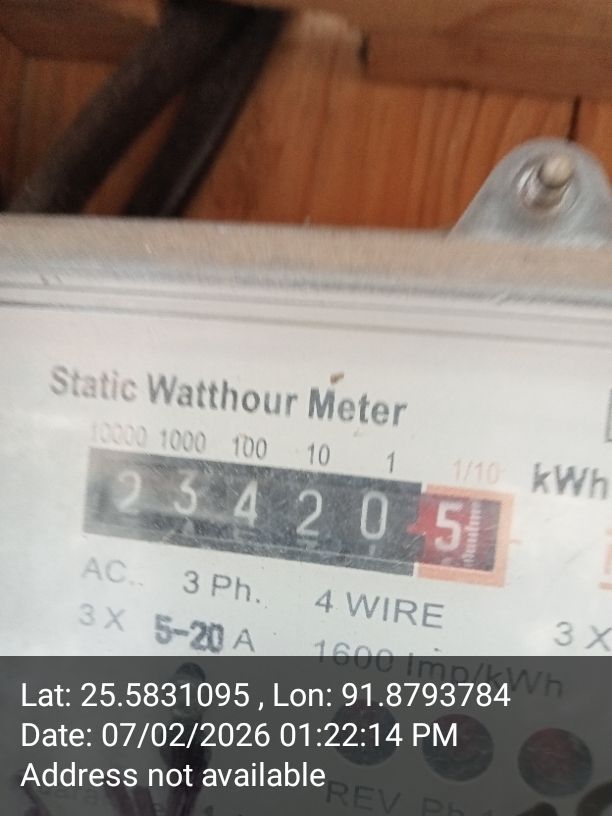 Static Watthour Meter
10000 1000 100 10 1 1/10 kWh
2 3 4 2 0 5
AC.. 3 Ph. 4 WIRE
3 X 5-20 A 3 X
1600 Imp/kWh
Lat: 25.5831095 , Lon: 91.8793784
Date: 07/02/2026 01:22:14 PM
Address not available
REV Ph